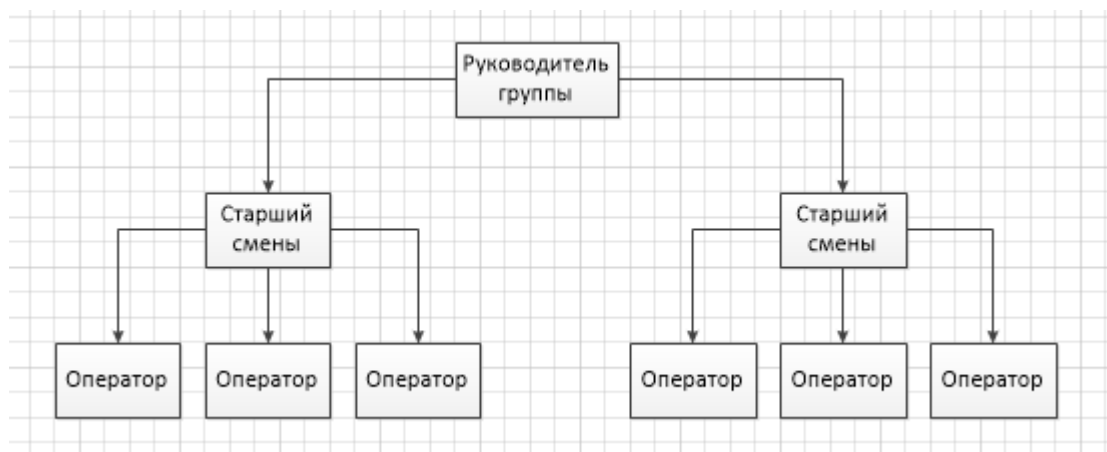 Руководитель
группы
Старший
смены
Старший
смены
Оператор
Оператор
Оператор
Оператор
Оператор
Оператор